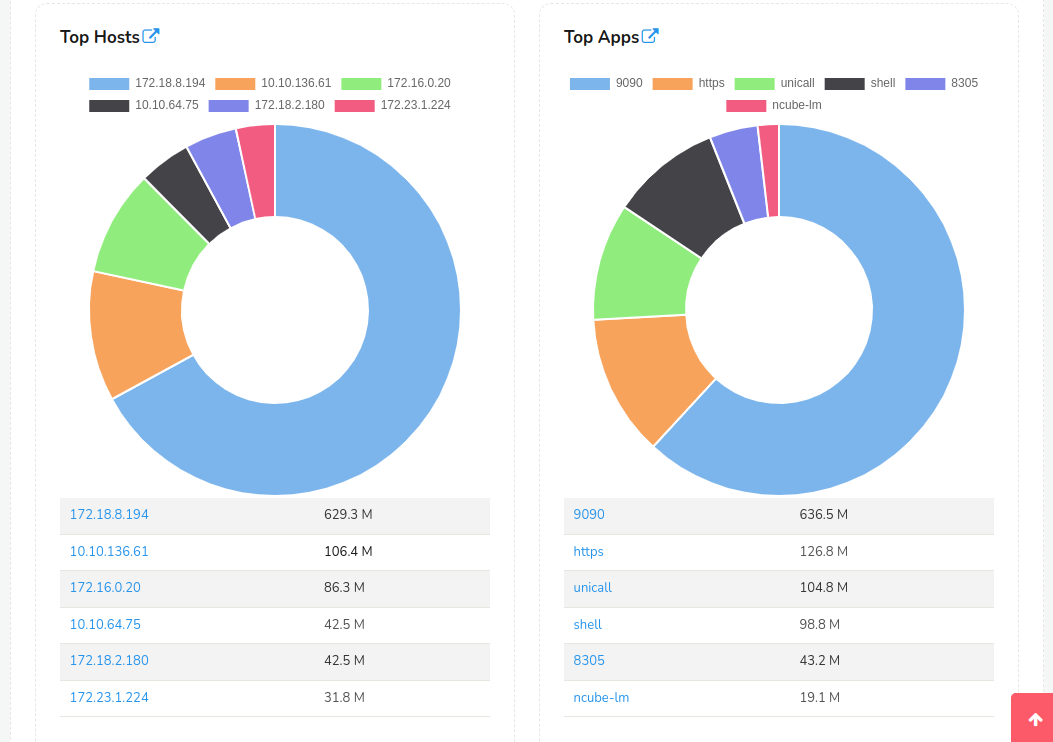 Top Hosts
172.18.8.194 10.10.136.61 172.16.0.20
10.10.64.75 172.18.2.180 172.23.1.224
172.18.8.194 629.3 M
10.10.136.61 106.4 M
172.16.0.20 86.3 M
10.10.64.75 42.5 M
172.18.2.180 42.5 M
172.23.1.224 31.8 M
Top Apps
9090 https unicall shell 8305
ncube-lm
9090 636.5 M
https 126.8 M
unicall 104.8 M
shell 98.8 M
8305 43.2 M
ncube-lm 19.1 M